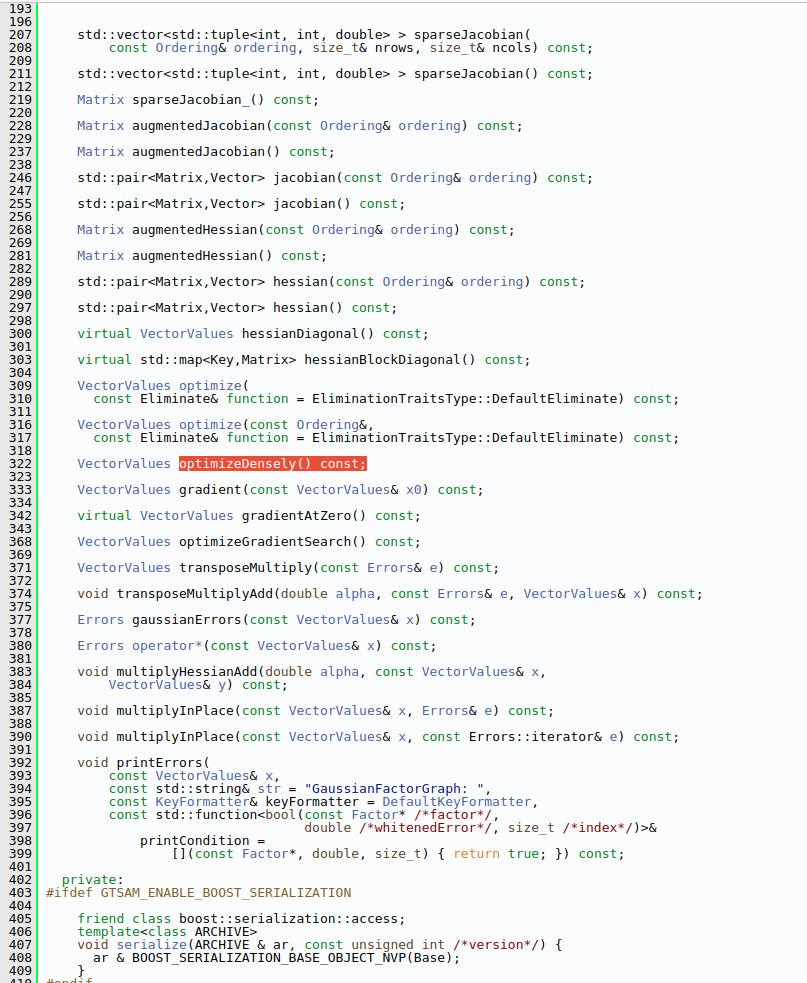 193
196
207 std::vector<std::tuple<int, int, double> > sparseJacobian(
208 const Ordering& ordering, size_t& nrows, size_t& ncols) const;
209
211 std::vector<std::tuple<int, int, double> > sparseJacobian() const;
212
219 Matrix sparseJacobian_() const;
220
228 Matrix augmentedJacobian(const Ordering& ordering) const;
229
237 Matrix augmentedJacobian() const;
238
246 std::pair<Matrix,Vector> jacobian(const Ordering& ordering) const;
247
255 std::pair<Matrix,Vector> jacobian() const;
256
268 Matrix augmentedHessian(const Ordering& ordering) const;
269
281 Matrix augmentedHessian() const;
282
289 std::pair<Matrix,Vector> hessian(const Ordering& ordering) const;
290
297 std::pair<Matrix,Vector> hessian() const;
298
300 virtual VectorValues hessianDiagonal() const;
301
303 virtual std::map<Key,Matrix> hessianBlockDiagonal() const;
304
309 VectorValues optimize(
310 const Eliminate& function = EliminationTraitsType::DefaultEliminate) const;
311
316 VectorValues optimize(const Ordering&,
317 const Eliminate& function = EliminationTraitsType::DefaultEliminate) const;
318
322 VectorValues optimizeDensely() const;
323
333 VectorValues gradient(const VectorValues& x0) const;
334
342 virtual VectorValues gradientAtZero() const;
343
368 VectorValues optimizeGradientSearch() const;
369
371 VectorValues transposeMultiply(const Errors& e) const;
372
374 void transposeMultiplyAdd(double alpha, const Errors& e, VectorValues& x) const;
375
377 Errors gaussianErrors(const VectorValues& x) const;
378
380 Errors operator*(const VectorValues& x) const;
381
383 void multiplyHessianAdd(double alpha, const VectorValues& x,
384 VectorValues& y) const;
385
387 void multiplyInPlace(const VectorValues& x, Errors& e) const;
388
390 void multiplyInPlace(const VectorValues& x, const Errors::iterator& e) const;
391
392 void printErrors(
393 const VectorValues& x,
394 const std::string& str = "GaussianFactorGraph: ",
395 const KeyFormatter& keyFormatter = DefaultKeyFormatter,
396 const std::function<bool(const Factor* /*factor*/,
397 double /*whitenedError*/, size_t /*index*/)>&
398 printCondition =
399 [](const Factor*, double, size_t) { return true; }) const;
401
402 private:
403 #ifdef GTSAM_ENABLE_BOOST_SERIALIZATION
404
405 friend class boost::serialization::access;
406 template<class ARCHIVE>
407 void serialize(ARCHIVE & ar, const unsigned int /*version*/) {
408 ar & BOOST_SERIALIZATION_BASE_OBJECT_NVP(Base);
409 }
410 #endif